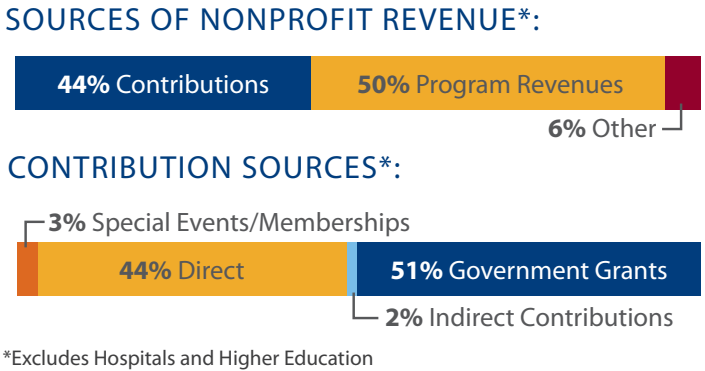 SOURCES OF NONPROFIT REVENUE*:
44% Contributions
50% Program Revenues
6% Other
CONTRIBUTION SOURCES*:
3% Special Events/Memberships
44% Direct
51% Government Grants
2% Indirect Contributions
*Excludes Hospitals and Higher Education